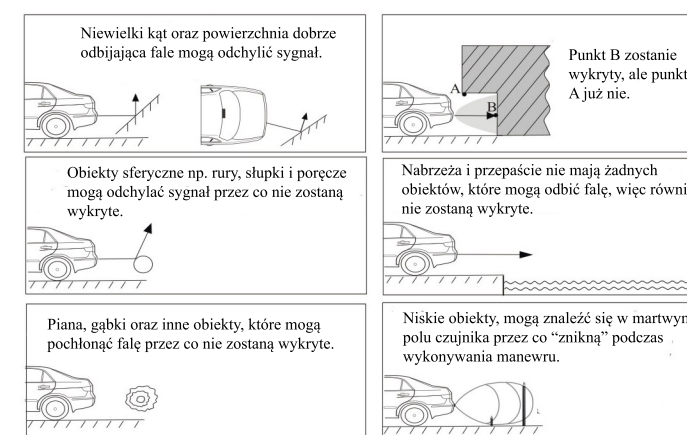 Niewielki kąt oraz powierzchnia dobrze
odbijająca fale mogą odchylić sygnał.
Punkt B zostanie
wykryty, ale punkt
A już nie.
A
B
Obiekty sferyczne np. rury, słupki i poręcze
mogą odchylać sygnał przez co nie zostaną
wykryte.
Nabrzeża i przepaście nie mają żadnych
obiektów, które mogą odbić falę, więc równi
nie zostaną wykryte.
Piana, gąbki oraz inne obiekty, które mogą
pochłonąć falę przez co nie zostaną wykryte.
Niskie obiekty, mogą znaleźć się w martwym
polu czujnika przez co “znikną” podczas
wykonywania manewru.